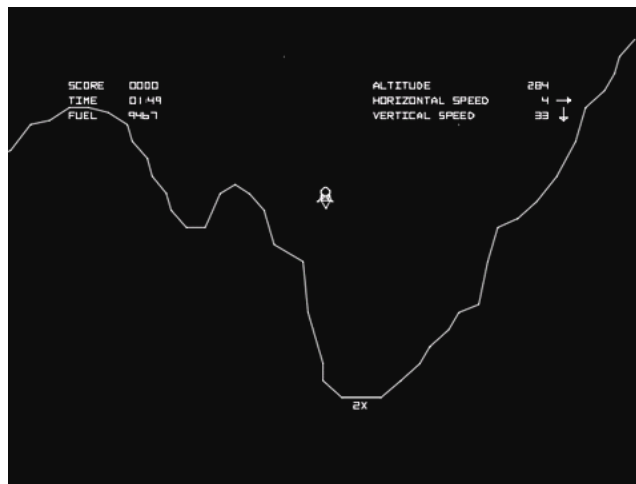 SCORE 0000
TIME 01:49
FUEL 9467
ALTITUDE 284
HORIZONTAL SPEED 4 →
VERTICAL SPEED 33 ↓
2X